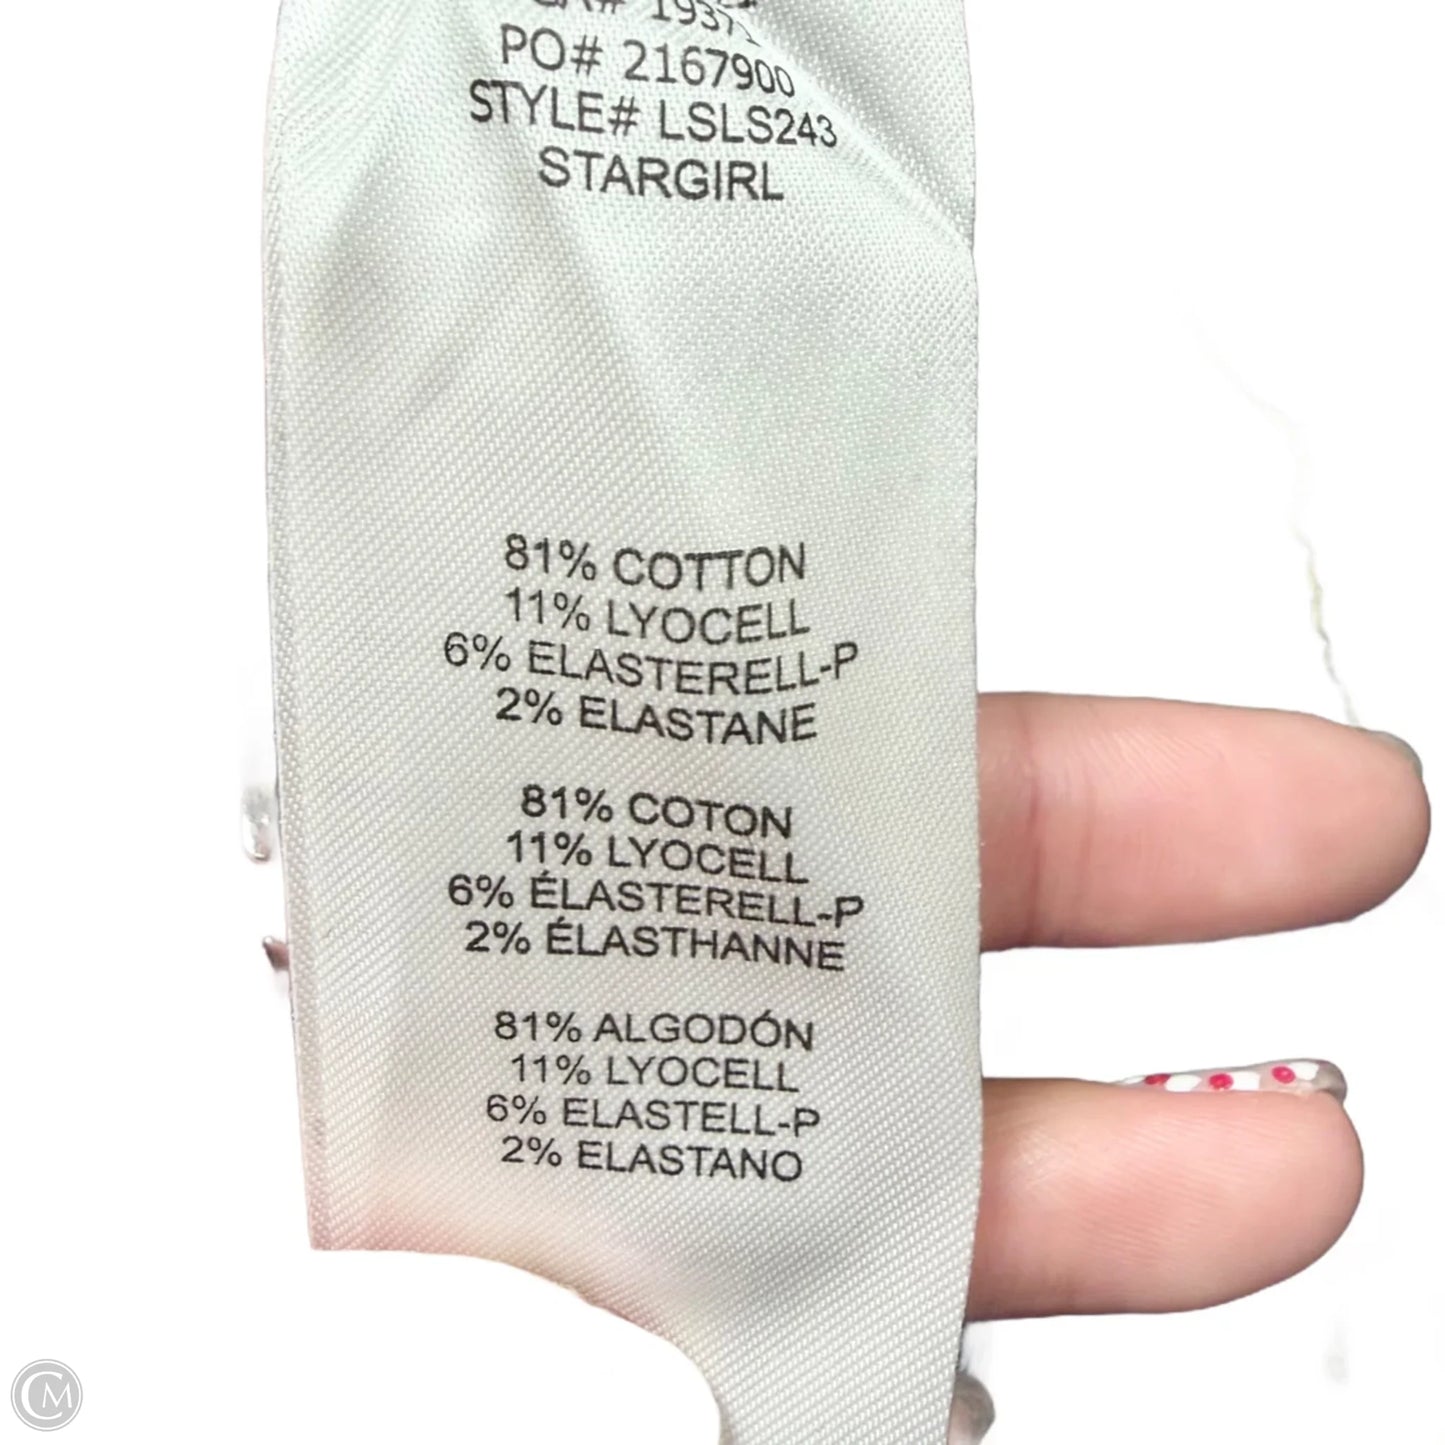 PO# 2167900
STYLE# LSLS243
STARGIRL
81% COTTON
11% LYOCELL
6% ELASTERELL-P
2% ELASTANE
81% COTON
11% LYOCELL
6% ÉLASTERELL-P
2% ÉLASTHANNE
81% ALGODÓN
11% LYOCELL
6% ELASTELL-P
2% ELASTANO
CM